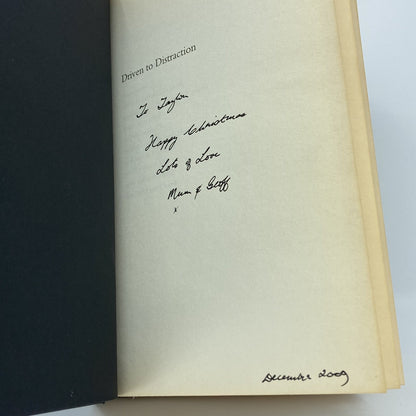 Driven to Distraction
To Taylor
Happy Christmas
Lots of Love
Mum & Geoff
x
December 2009